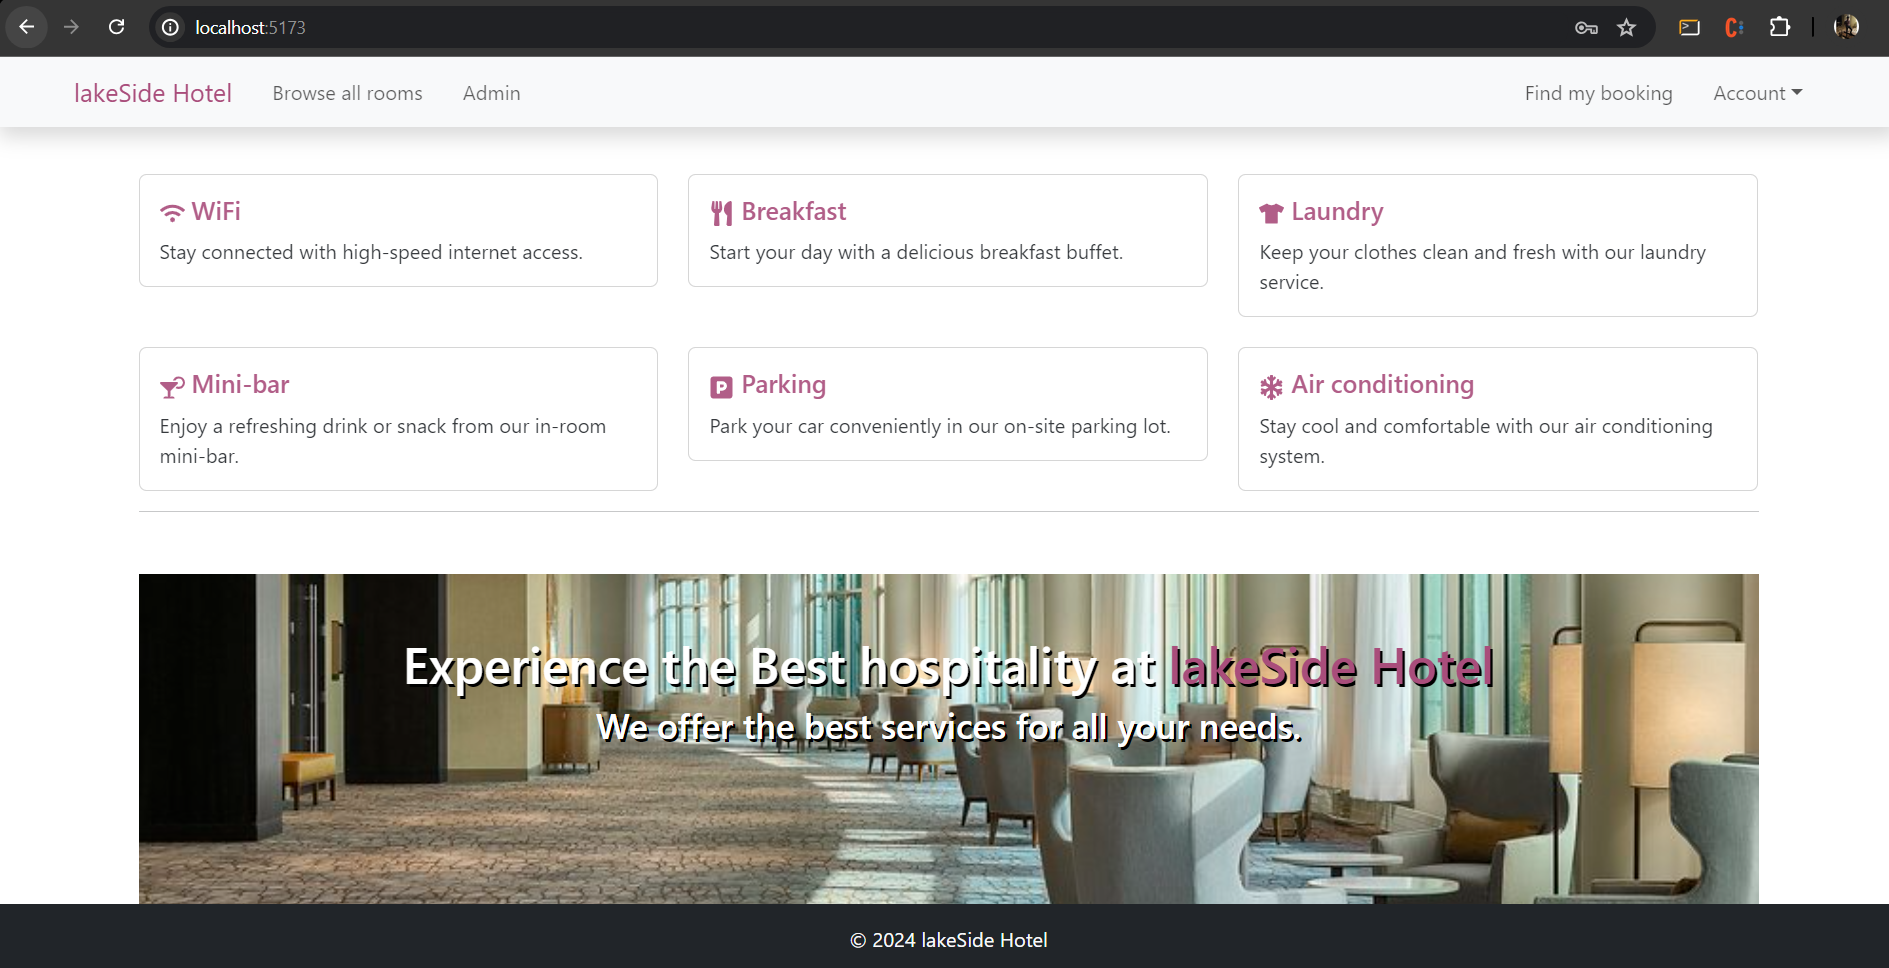 localhost:5173
lakeSide Hotel Browse all rooms Admin Find my booking Account
WiFi
Stay connected with high-speed internet access.
Breakfast
Start your day with a delicious breakfast buffet.
Laundry
Keep your clothes clean and fresh with our laundry
service.
Mini-bar
Enjoy a refreshing drink or snack from our in-room
mini-bar.
P Parking
Park your car conveniently in our on-site parking lot.
Air conditioning
Stay cool and comfortable with our air conditioning
system.
Experience the Best hospitality at lakeSide Hotel
We offer the best services for all your needs.
© 2024 lakeSide Hotel